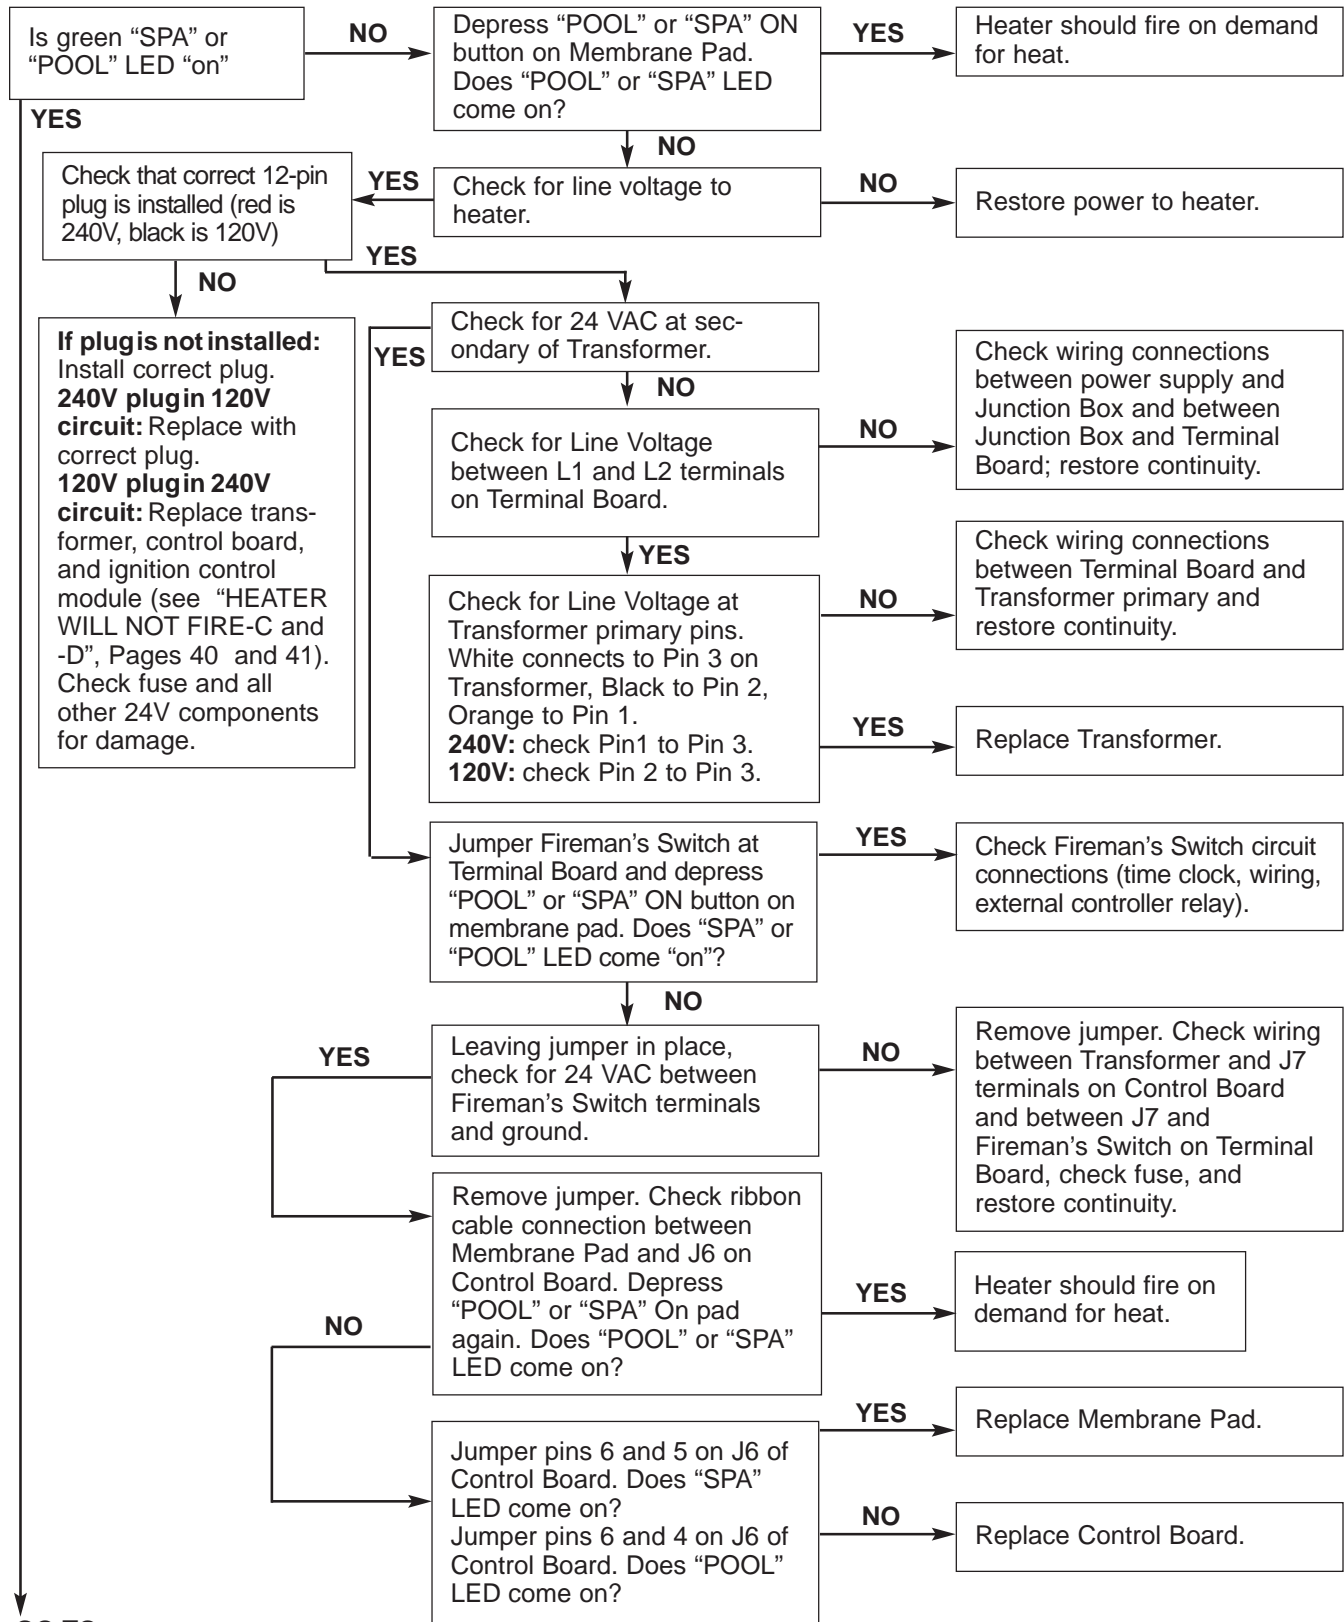 Is green “SPA” or
“POOL” LED “on”
NO
Depress “POOL” or “SPA” ON
button on Membrane Pad.
Does “POOL” or “SPA” LED
come on?
YES
Heater should fire on demand
for heat.
YES
NO
Check that correct 12-pin
plug is installed (red is
240V, black is 120V)
YES
Check for line voltage to
heater.
NO
Restore power to heater.
YES
NO
If plug is not installed:
Install correct plug.
240V plug in 120V
circuit: Replace with
correct plug.
120V plug in 240V
circuit: Replace trans-
former, control board,
and ignition control
module (see “HEATER
WILL NOT FIRE-C and
-D”, Pages 40 and 41).
Check fuse and all
other 24V components
for damage.
Check for 24 VAC at sec-
ondary of Transformer.
YES
NO
Check for Line Voltage
between L1 and L2 terminals
on Terminal Board.
NO
Check wiring connections
between power supply and
Junction Box and between
Junction Box and Terminal
Board; restore continuity.
YES
Check for Line Voltage at
Transformer primary pins.
White connects to Pin 3 on
Transformer, Black to Pin 2,
Orange to Pin 1.
240V: check Pin1 to Pin 3.
120V: check Pin 2 to Pin 3.
NO
Check wiring connections
between Terminal Board and
Transformer primary and
restore continuity.
YES
Replace Transformer.
Jumper Fireman’s Switch at
Terminal Board and depress
“POOL” or “SPA” ON button on
membrane pad. Does “SPA” or
“POOL” LED come “on”?
YES
Check Fireman’s Switch circuit
connections (time clock, wiring,
external controller relay).
NO
YES
Leaving jumper in place,
check for 24 VAC between
Fireman’s Switch terminals
and ground.
NO
Remove jumper. Check wiring
between Transformer and J7
terminals on Control Board
and between J7 and
Fireman’s Switch on Terminal
Board, check fuse, and
restore continuity.
Remove jumper. Check ribbon
cable connection between
Membrane Pad and J6 on
Control Board. Depress
“POOL” or “SPA” On pad
again. Does “POOL” or “SPA”
LED come on?
YES
Heater should fire on
demand for heat.
NO
Jumper pins 6 and 5 on J6 of
Control Board. Does “SPA”
LED come on?
Jumper pins 6 and 4 on J6 of
Control Board. Does “POOL”
LED come on?
YES
Replace Membrane Pad.
NO
Replace Control Board.